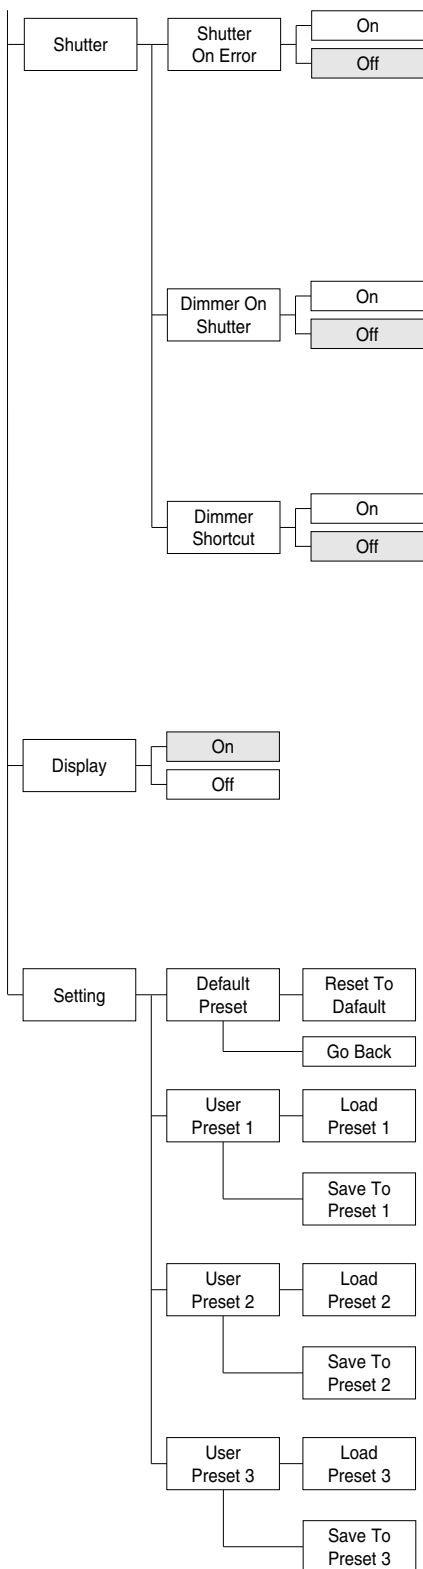 Shutter
Shutter
On Error
On
Off
Dimmer On
Shutter
On
Off
Dimmer
Shortcut
On
Off
Display
On
Off
Setting
Default
Preset
Reset To
Dafault
Go Back
User
Preset 1
Load
Preset 1
Save To
Preset 1
User
Preset 2
Load
Preset 2
Save To
Preset 2
User
Preset 3
Load
Preset 3
Save To
Preset 3